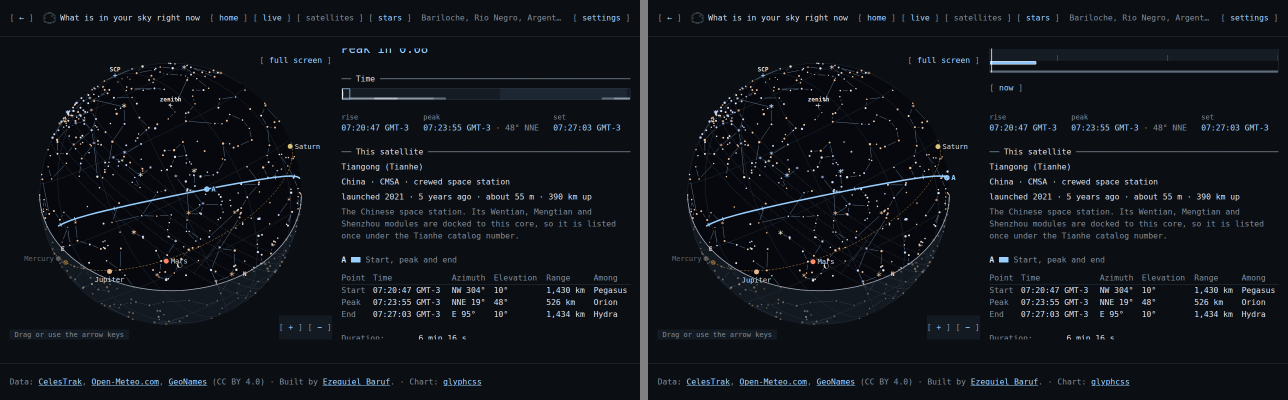 [ ← ] What is in your sky right now [ home ] [ live ] [ satellites ] [ stars ] Bariloche, Rio Negro, Argent… [ settings ]
Peak in 0:08
[ full screen ]
SCP
Time
zenith
rise peak set
07:20:47 GMT-3 07:23:55 GMT-3 · 48° NNE 07:27:03 GMT-3
Saturn
This satellite
Tiangong (Tianhe)
China · CMSA · crewed space station
A
launched 2021 · 5 years ago · about 55 m · 390 km up
The Chinese space station. Its Wentian, Mengtian and
Shenzhou modules are docked to this core, so it is listed
once under the Tianhe catalog number.
E
Mercury
Mars
A Start, peak and end
N
Jupiter
Point Time Azimuth Elevation Range Among
Start 07:20:47 GMT-3 NW 304° 10° 1,430 km Pegasus
Peak 07:23:55 GMT-3 NNE 19° 48° 526 km Orion
End 07:27:03 GMT-3 E 95° 10° 1,434 km Hydra
Drag or use the arrow keys
[ + ] [ − ]
Duration: 6 min 16 s
Data: CelesTrak, Open-Meteo.com, GeoNames (CC BY 4.0) · Built by Ezequiel Baruf. · Chart: glyphcss
[ ← ] What is in your sky right now [ home ] [ live ] [ satellites ] [ stars ] Bariloche, Rio Negro, Argent… [ settings ]
[ full screen ]
SCP
[ now ]
zenith
rise peak set
07:20:47 GMT-3 07:23:55 GMT-3 · 48° NNE 07:27:03 GMT-3
Saturn
This satellite
Tiangong (Tianhe)
A
China · CMSA · crewed space station
launched 2021 · 5 years ago · about 55 m · 390 km up
The Chinese space station. Its Wentian, Mengtian and
Shenzhou modules are docked to this core, so it is listed
once under the Tianhe catalog number.
E
Mercury
Mars
A Start, peak and end
N
Jupiter
Point Time Azimuth Elevation Range Among
Start 07:20:47 GMT-3 NW 304° 10° 1,430 km Pegasus
Peak 07:23:55 GMT-3 NNE 19° 48° 526 km Orion
End 07:27:03 GMT-3 E 95° 10° 1,434 km Hydra
Drag or use the arrow keys
[ + ] [ − ]
Duration: 6 min 16 s
Data: CelesTrak, Open-Meteo.com, GeoNames (CC BY 4.0) · Built by Ezequiel Baruf. · Chart: glyphcss